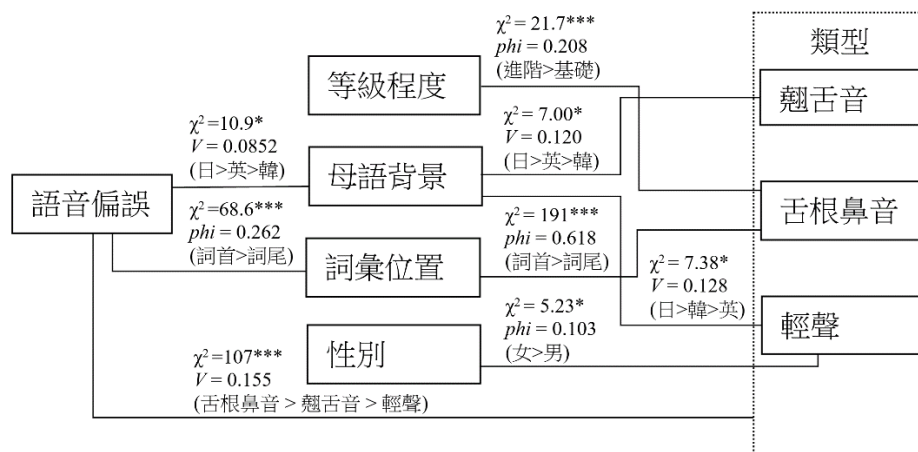 χ² = 21.7***
phi = 0.208
(進階>基礎)
類型
等級程度
翹舌音
χ² =10.9*
V = 0.0852
(日>英>韓)
χ² = 7.00*
V = 0.120
(日>英>韓)
母語背景
語音偏誤
舌根鼻音
χ² =68.6***
phi = 0.262
(詞首>詞尾)
χ² = 191***
phi = 0.618
(詞首>詞尾)
詞彙位置
χ² = 7.38*
V = 0.128
(日>韓>英)
χ² = 5.23*
phi = 0.103
(女>男)
輕聲
性別
χ² =107***
V = 0.155
(舌根鼻音 > 翹舌音 > 輕聲)